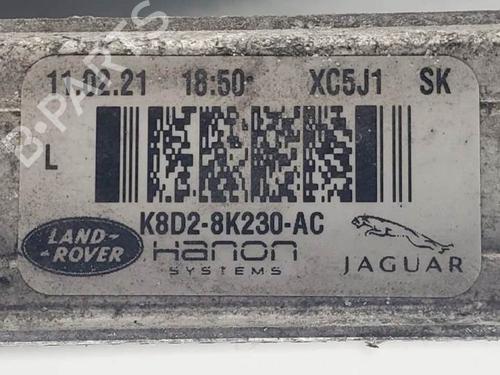 B-PARTS
11.02.21 18:50 XC5J1 SK
L
K8D2-8K230-AC
LAND-
-ROVER
Hanon
SYSTEMS
JAGUAR